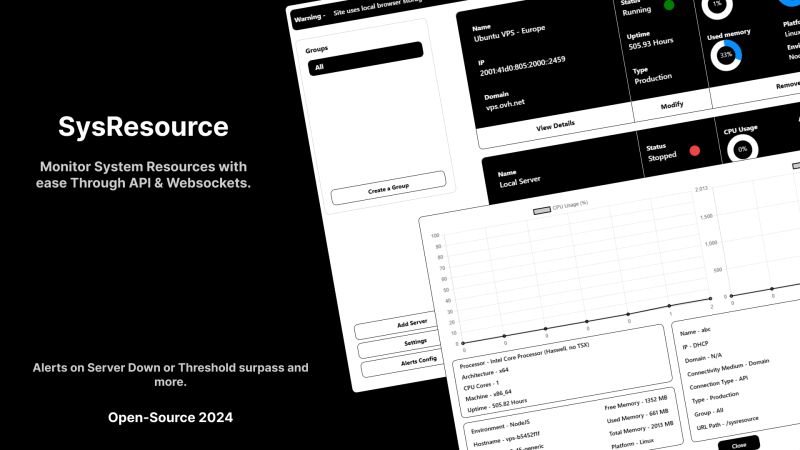 SysResource
Monitor System Resources with
ease Through API & Websockets.
Alerts on Server Down or Threshold surpass and
more.
Open-Source 2024
Warning - Site uses local browser
Groups
All
Create a Group
Add Server
Settings
Alerts Config
Name
Ubuntu VPS - Europe
IP
2001:41d0:805:2000::2459
Domain
vps.ovh.net
Status
Running
Uptime
505.93 Hours
Type
Production
1%
Used memory
33%
Linux
View Details
Modify
Name
Local Server
Status
Stopped
CPU Usage
0%
CPU Usage (%)
100
90
80
70
60
50
40
30
20
10
0
0
0
0
0
0
1
2
2,013
1,500
1,000
500
0
0
0
Processor - Intel Core Processor (Haswell, no TSX)
Architecture - x64
CPU Cores - 1
Machine - x86_64
Uptime - 505.82 Hours
Environment - NodeJS
Hostname - vps-b5452f1f
Free Memory - 1352 MB
Used Memory - 661 MB
Total Memory - 2013 MB
Platform - Linux
Name - abc
IP - DHCP
Domain - N/A
Connectivity Medium - Domain
Connection Type - API
Type - Production
Group - All
URL Path - /sysresource
Close